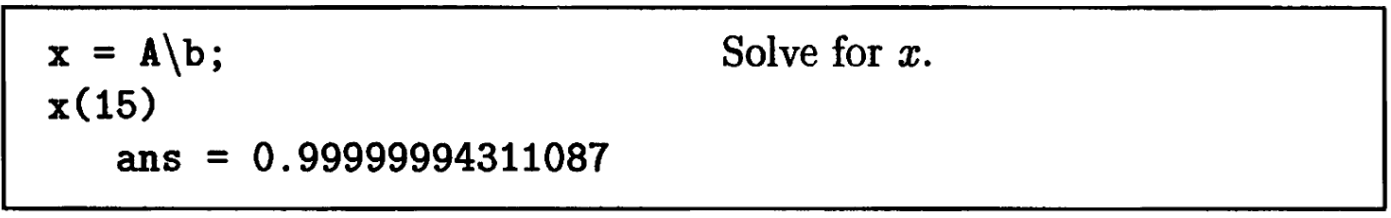 x = A\b; Solve for x.
x(15)
ans = 0.99999994311087